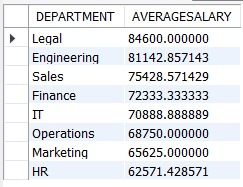 DEPARTMENT AVERAGESALARY
Legal 84600.000000
Engineering 81142.857143
Sales 75428.571429
Finance 72333.333333
IT 70888.888889
Operations 68750.000000
Marketing 65625.000000
HR 62571.428571